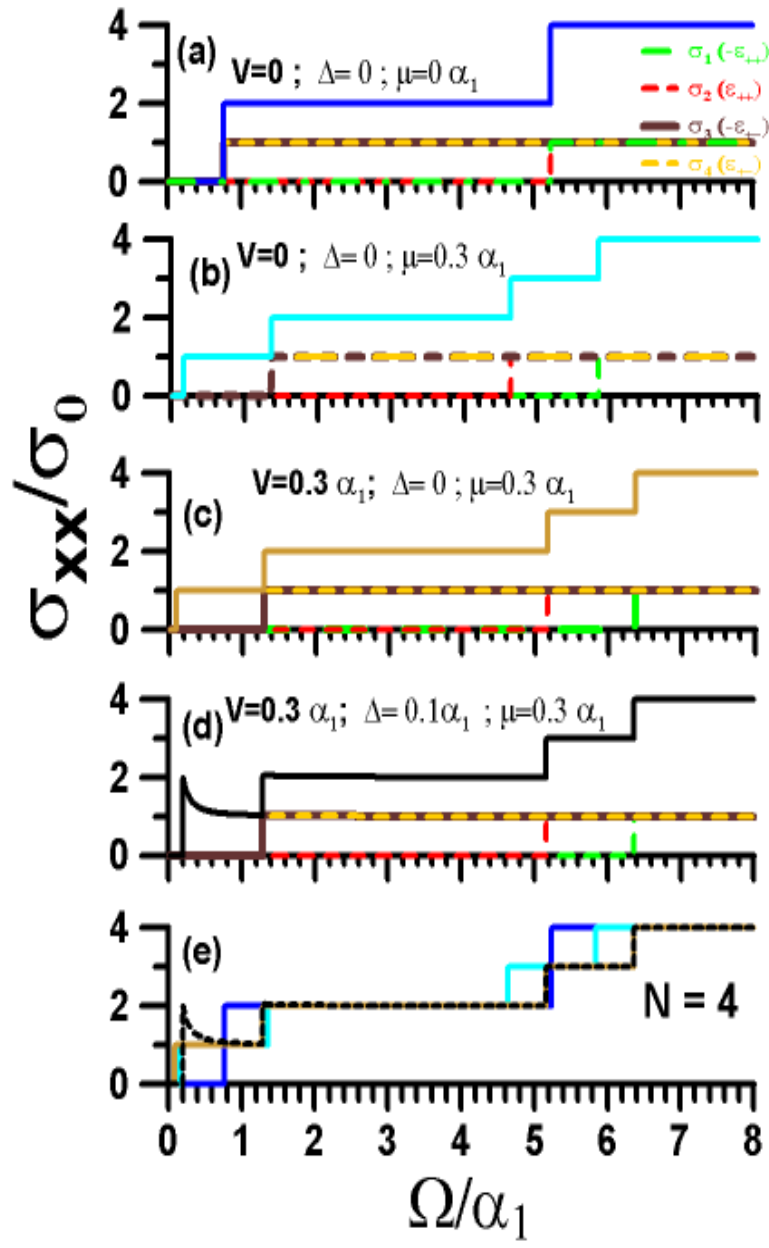 4
(a)
V=0 ; Δ= 0 ; μ=0 α₁
σ₁ (-ε₊₊)
σ₂ (ε₊₊)
σ₃ (-ε₊₋)
σ₄ (ε₊₋)
2
0
4
(b)
V=0 ; Δ= 0 ; μ=0.3 α₁
2
0
4
(c)
V=0.3 α₁; Δ= 0 ; μ=0.3 α₁
2
0
4
(d)
V=0.3 α₁; Δ= 0.1α₁ ; μ=0.3 α₁
2
0
4
(e)
N = 4
2
0
0 1 2 3 4 5 6 7 8
Ω/α₁
σxx/σ₀